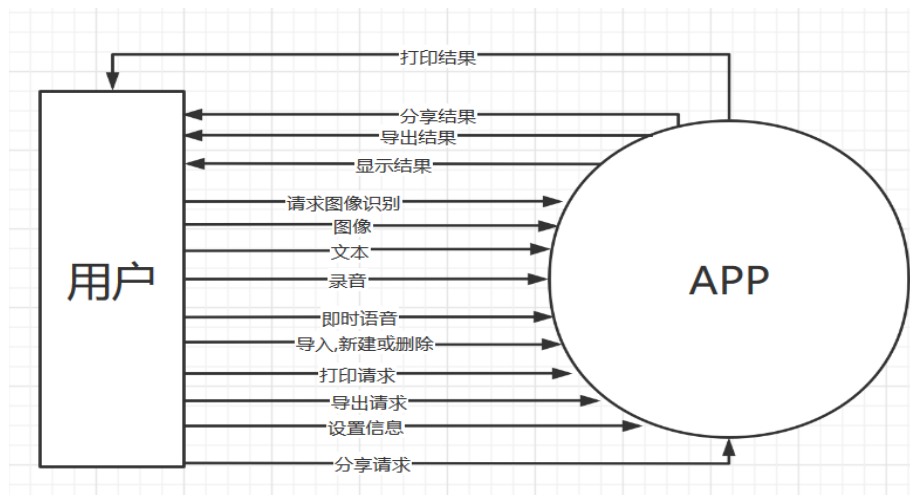 打印结果
分享结果
导出结果
显示结果
请求图像识别
图像
文本
用户
录音
APP
即时语音
导入,新建或删除
打印请求
导出请求
设置信息
分享请求